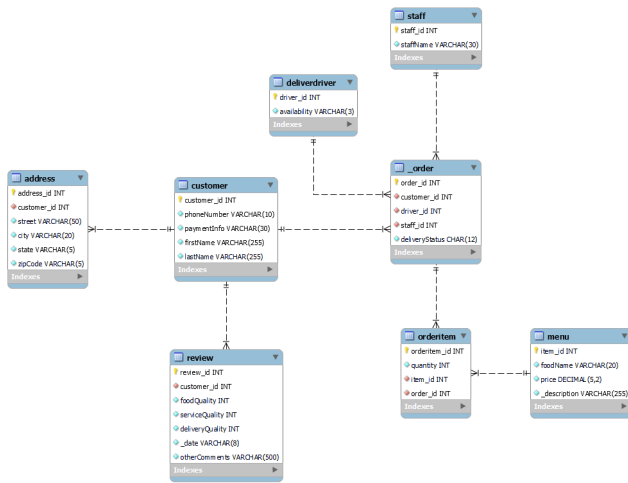 staff
staff_id INT
staffName VARCHAR(30)
Indexes
deliverdriver
driver_id INT
availability VARCHAR(3)
Indexes
_order
order_id INT
customer_id INT
driver_id INT
staff_id INT
deliveryStatus CHAR(12)
Indexes
address
address_id INT
customer_id INT
street VARCHAR(50)
city VARCHAR(20)
state VARCHAR(5)
zipCode VARCHAR(5)
Indexes
customer
customer_id INT
phoneNumber VARCHAR(10)
paymentInfo VARCHAR(30)
firstName VARCHAR(255)
lastName VARCHAR(255)
Indexes
review
review_id INT
customer_id INT
foodQuality INT
serviceQuality INT
deliveryQuality INT
_date VARCHAR(8)
otherComments VARCHAR(500)
Indexes
orderitem
orderitem_id INT
quantity INT
item_id INT
order_id INT
Indexes
menu
item_id INT
foodName VARCHAR(20)
price DECIMAL(5,2)
_description VARCHAR(255)
Indexes